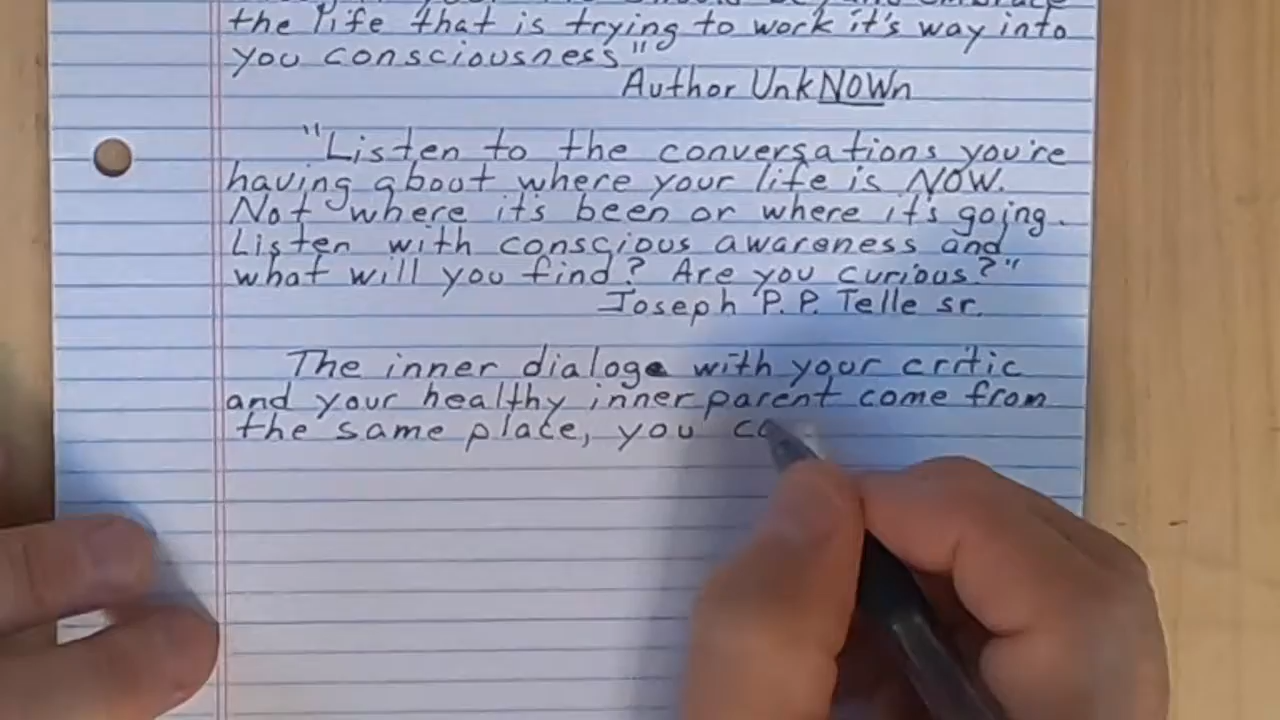 the life that is trying to work it's way into
you consciousness"
Author UnkNOWn
"Listen to the conversations you're
having about where your life is NOW.
Not where it's been or where it's going.
Listen with conscious awareness and
what will you find? Are you curious?"
Joseph P.P. Telle sr.
The inner dialoge with your critic
and your healthy inner parent come from
the same place, you co